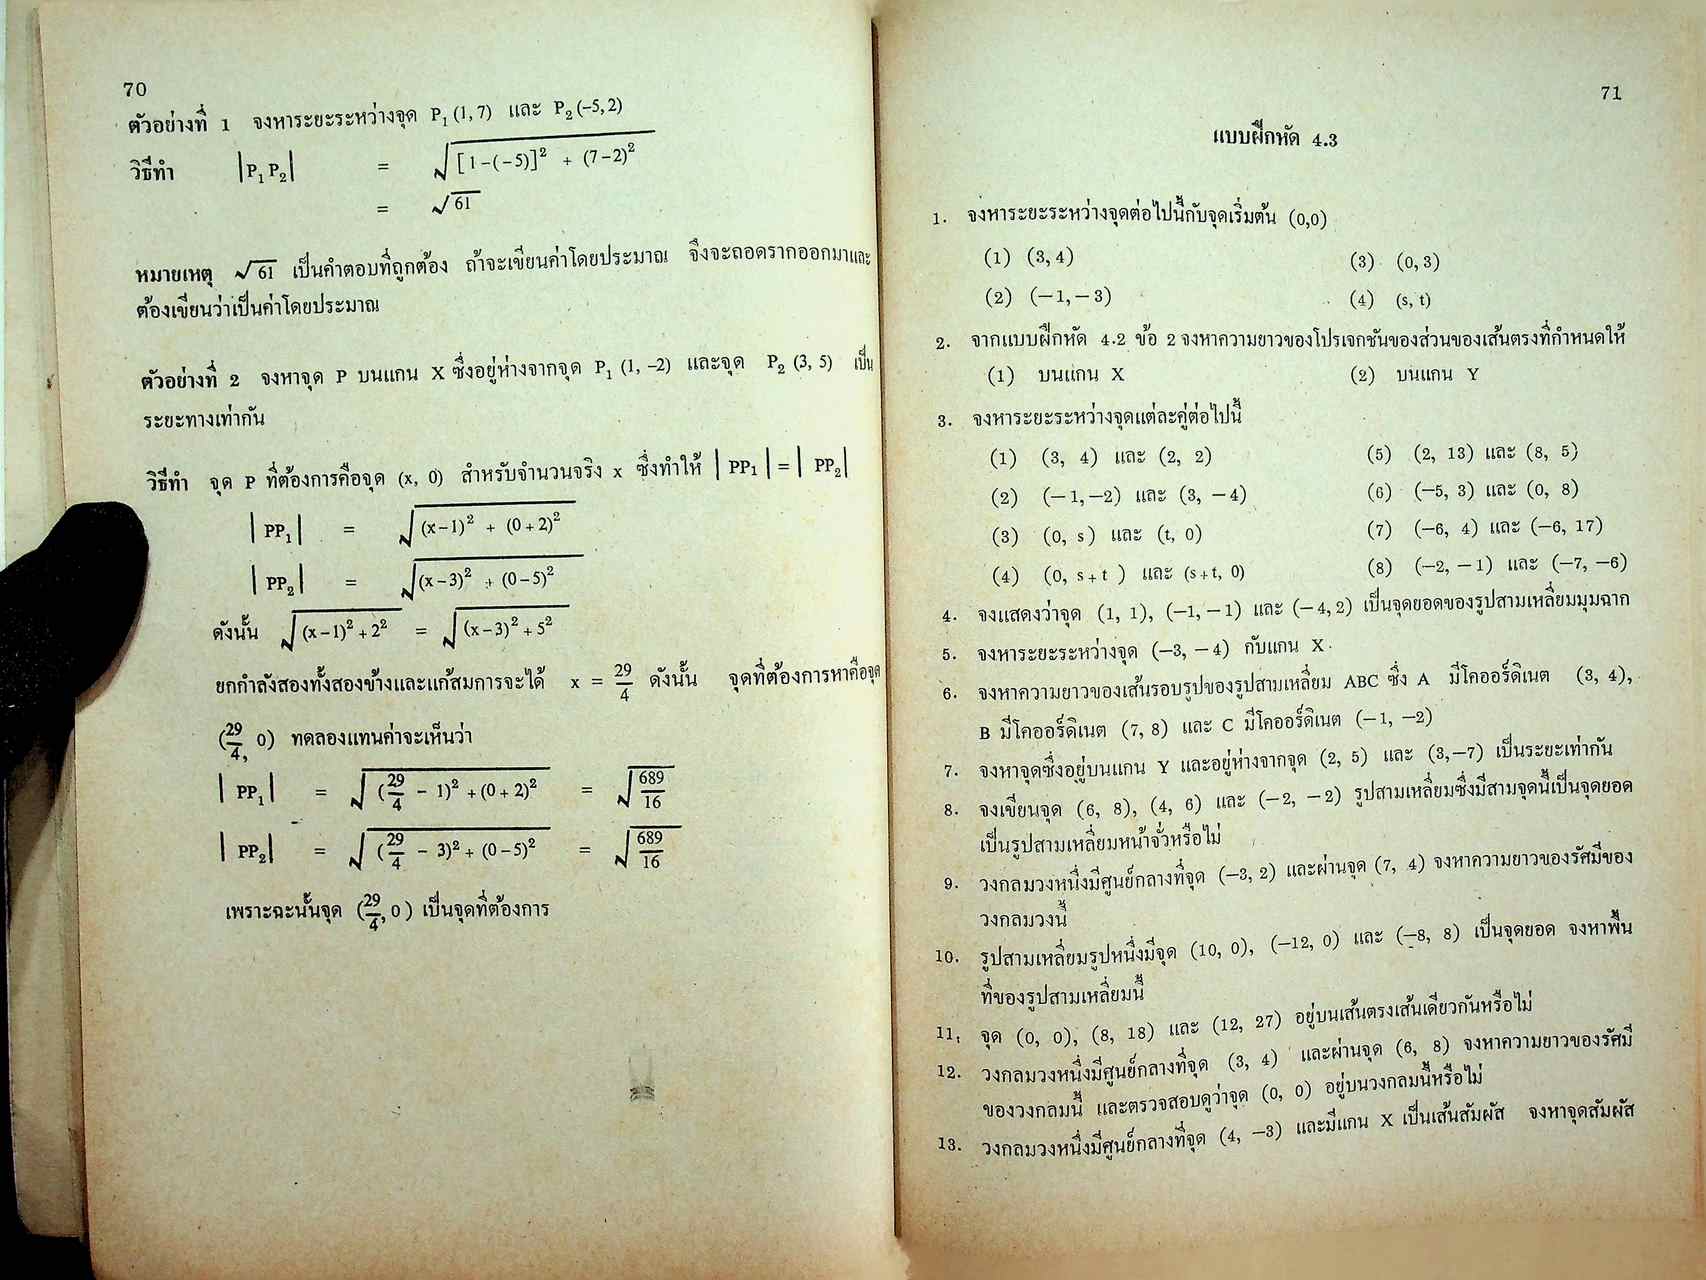 70
ตัวอย่างที่ 1 จงหาระยะระหว่างจุด P₁ (1, 7) และ P₂ (–5, 2)
วิธีทำ |P₁ P₂| = √([1–(–5)]² + (7–2)²)
= √61
หมายเหตุ √61 เป็นคำตอบที่ถูกต้อง ถ้าจะเขียนค่าโดยประมาณ จึงจะถอดรากออกมาและ
ต้องเขียนว่าเป็นค่าโดยประมาณ
ตัวอย่างที่ 2 จงหาจุด P บนแกน X ซึ่งอยู่ห่างจากจุด P₁ (1, –2) และจุด P₂ (3, 5) เป็น
ระยะทางเท่ากัน
วิธีทำ จุด P ที่ต้องการคือจุด (x, 0) สำหรับจำนวนจริง x ซึ่งทำให้ | PP₁ | = | PP₂|
| PP₁| = √((x–1)² + (0+2)²)
| PP₂| = √((x–3)² + (0–5)²)
ดังนั้น √((x–1)² + 2²) = √((x–3)² + 5²)
ยกกำลังสองทั้งสองข้างและแก้สมการจะได้ x = 29/4 ดังนั้น จุดที่ต้องการหาคือจุด
(29/4, 0) ทดลองแทนค่าจะเห็นว่า
| PP₁| = √((29/4 – 1)² + (0+2)²) = √(689/16)
| PP₂| = √((29/4 – 3)² + (0–5)²) = √(689/16)
เพราะฉะนั้นจุด (29/4, 0) เป็นจุดที่ต้องการ
71
แบบฝึกหัด 4.3
1. จงหาระยะระหว่างจุดต่อไปนี้กับจุดเริ่มต้น (0,0)
(1) (3, 4) (3) (0, 3)
(2) (–1, –3) (4) (s, t)
2. จากแบบฝึกหัด 4.2 ข้อ 2 จงหาความยาวของโปรเจกชันของส่วนของเส้นตรงที่กำหนดให้
(1) บนแกน X (2) บนแกน Y
3. จงหาระยะระหว่างจุดแต่ละคู่ต่อไปนี้
(1) (3, 4) และ (2, 2) (5) (2, 13) และ (8, 5)
(2) (–1, –2) และ (3, –4) (6) (–5, 3) และ (0, 8)
(3) (0, s) และ (t, 0) (7) (–6, 4) และ (–6, 17)
(4) (0, s+t ) และ (s+t, 0) (8) (–2, –1) และ (–7, –6)
4. จงแสดงว่าจุด (1, 1), (–1, –1) และ (–4, 2) เป็นจุดยอดของรูปสามเหลี่ยมมุมฉาก
5. จงหาระยะระหว่างจุด (–3, –4) กับแกน X
6. จงหาความยาวของเส้นรอบรูปของรูปสามเหลี่ยม ABC ซึ่ง A มีโคออร์ดิเนต (3, 4),
B มีโคออร์ดิเนต (7, 8) และ C มีโคออร์ดิเนต (–1, –2)
7. จงหาจุดซึ่งอยู่บนแกน Y และอยู่ห่างจากจุด (2, 5) และ (3, –7) เป็นระยะเท่ากัน
8. จงเขียนจุด (6, 8), (4, 6) และ (–2, –2) รูปสามเหลี่ยมซึ่งมีสามจุดนี้เป็นจุดยอด
เป็นรูปสามเหลี่ยมหน้าจั่วหรือไม่
9. วงกลมวงหนึ่งมีศูนย์กลางที่จุด (–3, 2) และผ่านจุด (7, 4) จงหาความยาวของรัศมีของ
วงกลมวงนี้
10. รูปสามเหลี่ยมรูปหนึ่งมีจุด (10, 0), (–12, 0) และ (–8, 8) เป็นจุดยอด จงหาพื้น
ที่ของรูปสามเหลี่ยมนี้
11. จุด (0, 0), (8, 18) และ (12, 27) อยู่บนเส้นตรงเส้นเดียวกันหรือไม่
12. วงกลมวงหนึ่งมีศูนย์กลางที่จุด (3, 4) และผ่านจุด (6, 8) จงหาความยาวของรัศมี
ของวงกลมนี้ และตรวจสอบดูว่าจุด (0, 0) อยู่บนวงกลมนี้หรือไม่
13. วงกลมวงหนึ่งมีศูนย์กลางที่จุด (4, –3) และมีแกน X เป็นเส้นสัมผัส จงหาจุดสัมผัส